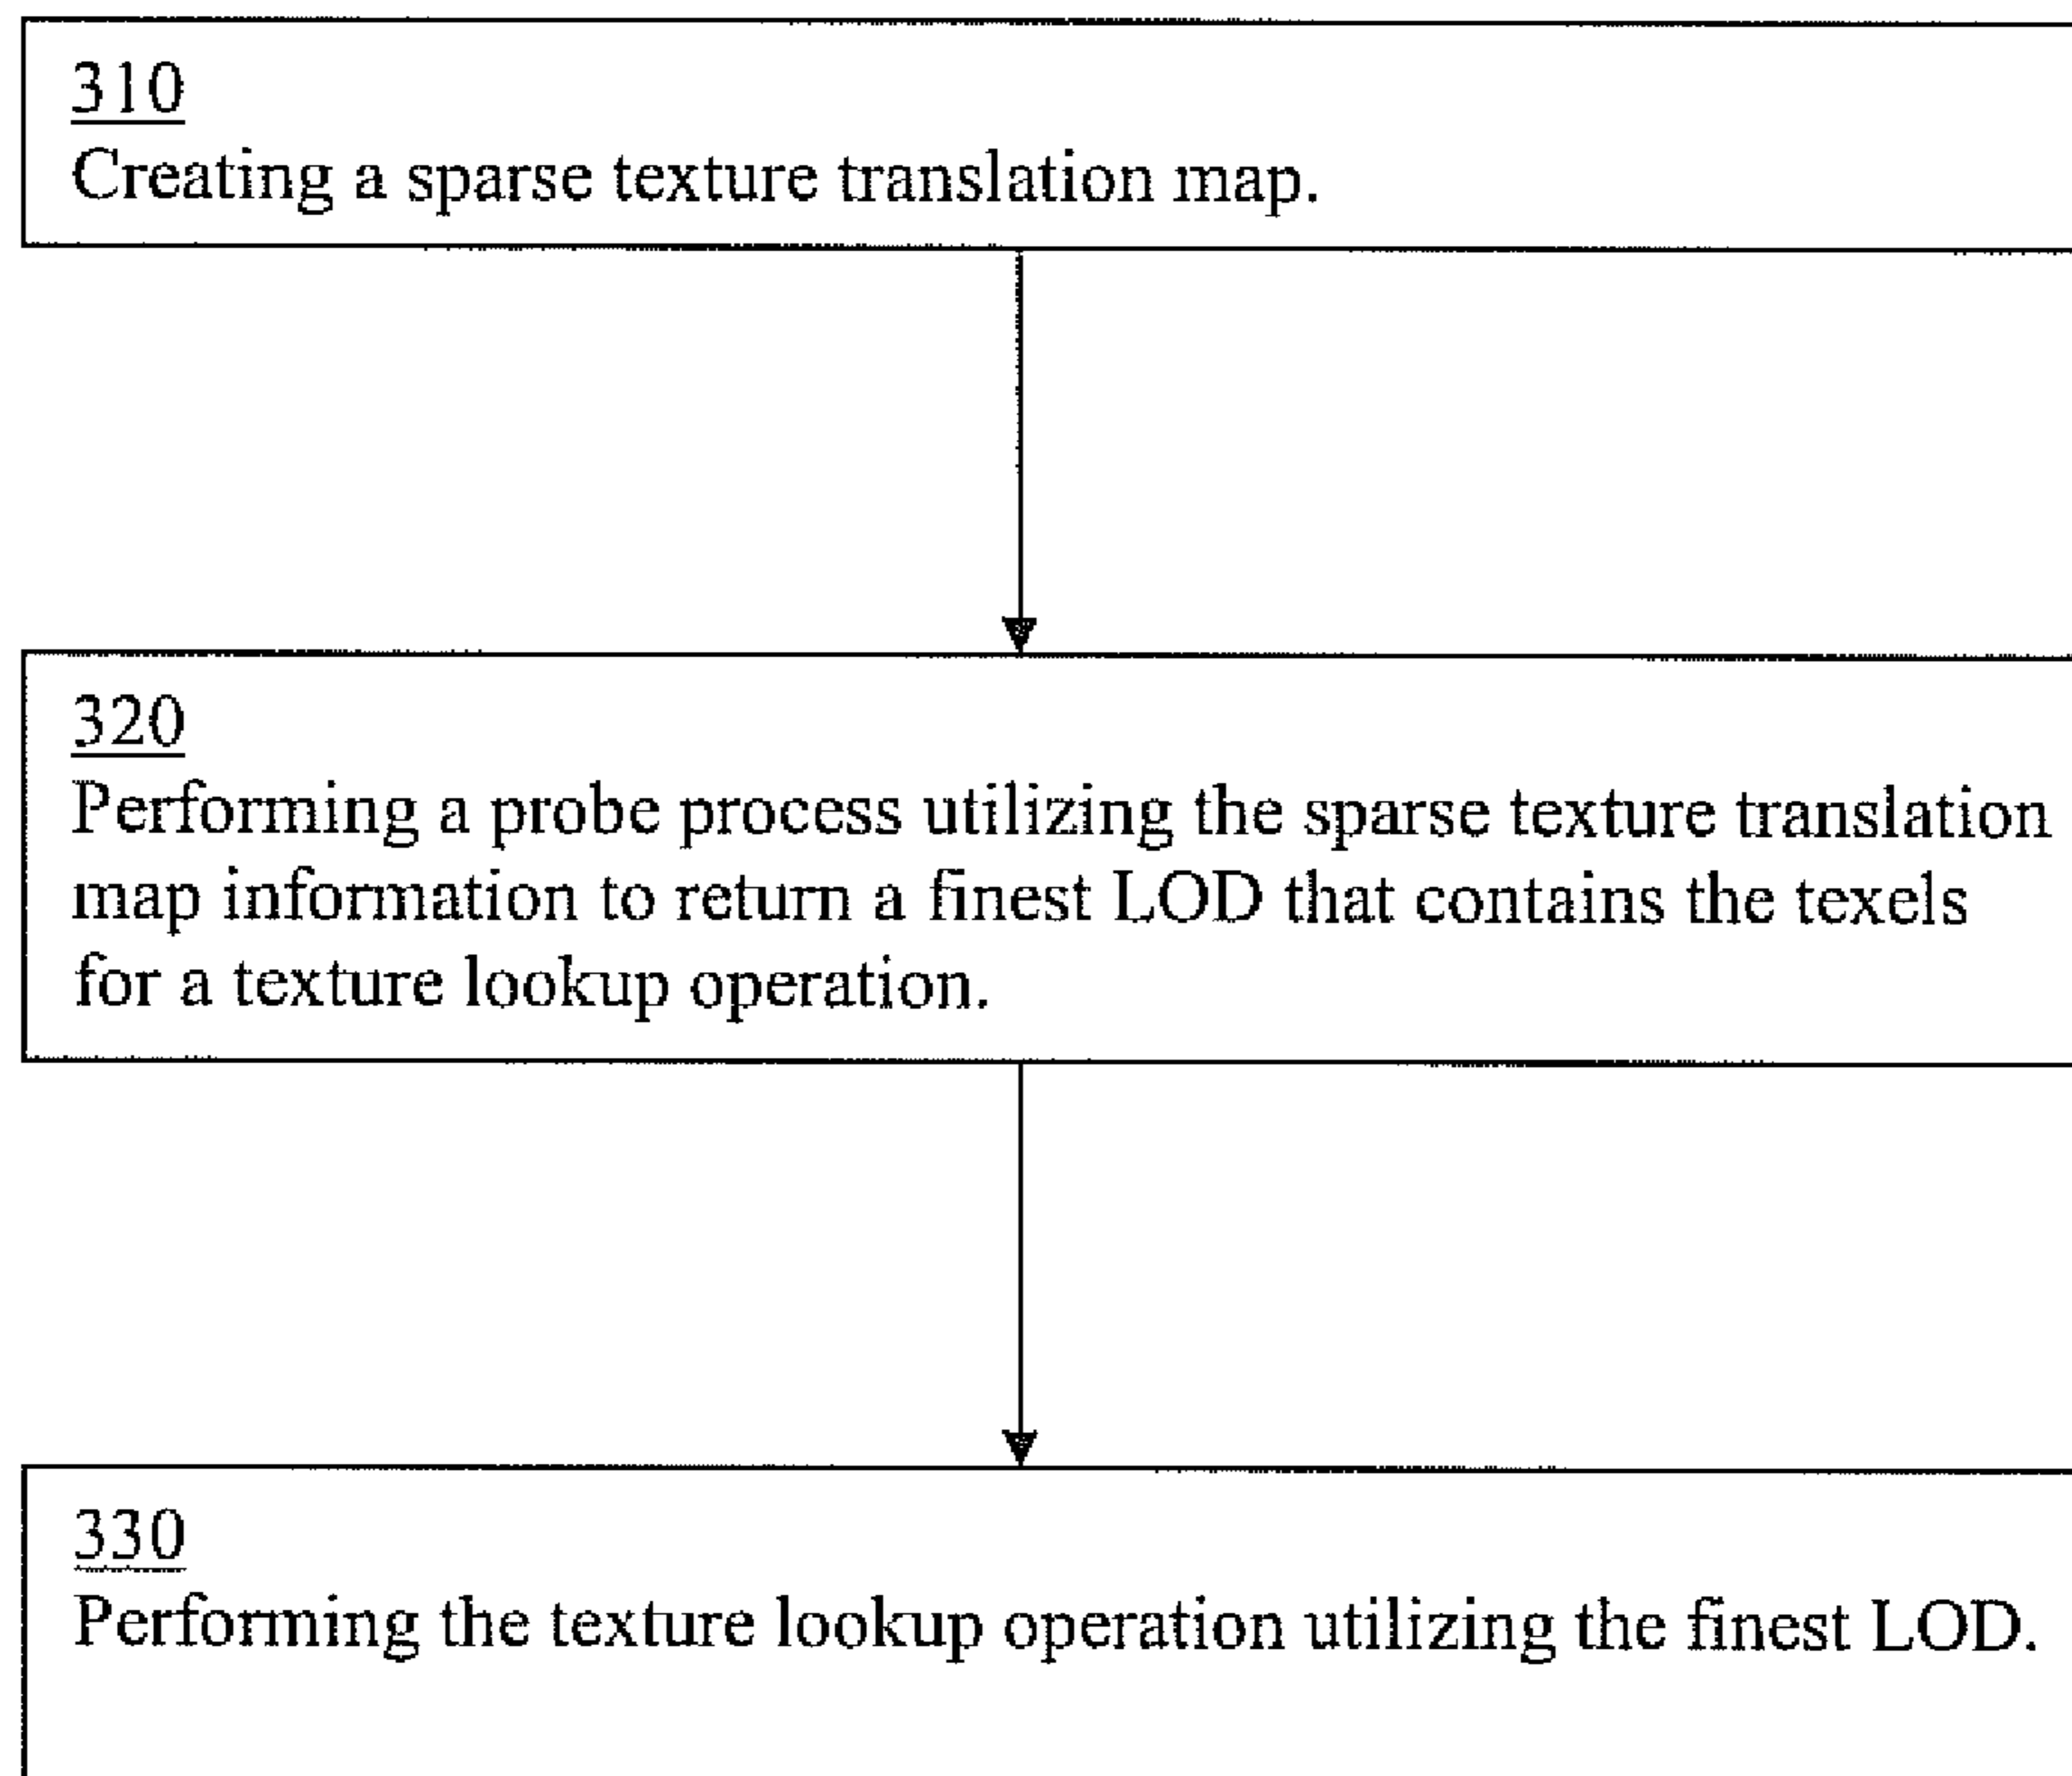 310
Creating a sparse texture translation map.
320
Performing a probe process utilizing the sparse texture translation
map information to return a finest LOD that contains the texels
for a texture lookup operation.
330
Performing the texture lookup operation utilizing the finest LOD.